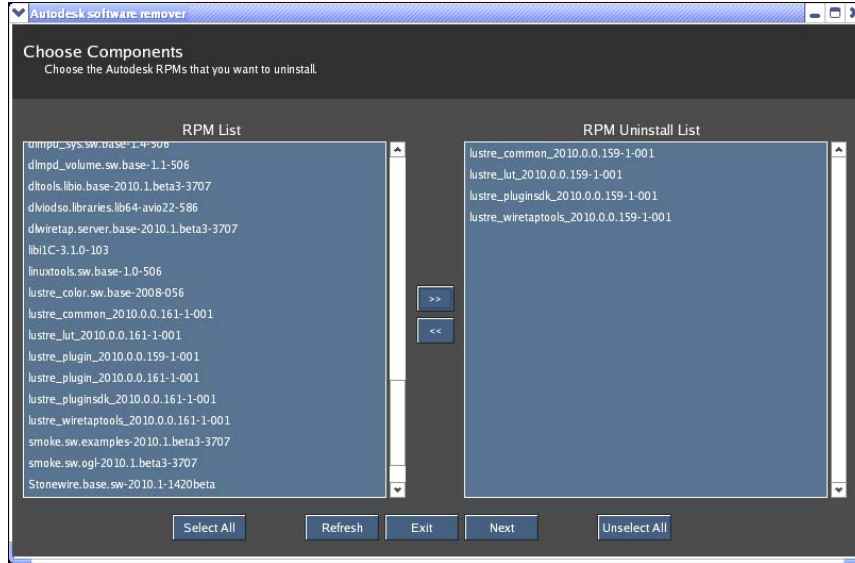 Autodesk software remover
Choose Components
Choose the Autodesk RPMs that you want to uninstall.
RPM List
dlmpd_sys.sw.base-1.4-506
dlmpd_volume.sw.base-1.1-506
dltools.libio.base-2010.1.beta3-3707
dlviodso.libraries.lib64-avio22-586
dlwiretap.server.base-2010.1.beta3-3707
libi1C-3.1.0-103
linuxtools.sw.base-1.0-506
lustre_color.sw.base-2008-056
lustre_common_2010.0.0.161-1-001
lustre_lut_2010.0.0.161-1-001
lustre_plugin_2010.0.0.159-1-001
lustre_plugin_2010.0.0.161-1-001
lustre_pluginsdk_2010.0.0.161-1-001
lustre_wiretaptools_2010.0.0.161-1-001
smoke.sw.examples-2010.1.beta3-3707
smoke.sw.ogl-2010.1.beta3-3707
Stonewire.base.sw-2010.1-1420beta
>>
<<
RPM Uninstall List
lustre_common_2010.0.0.159-1-001
lustre_lut_2010.0.0.159-1-001
lustre_pluginsdk_2010.0.0.159-1-001
lustre_wiretaptools_2010.0.0.159-1-001
Select All
Refresh
Exit
Next
Unselect All